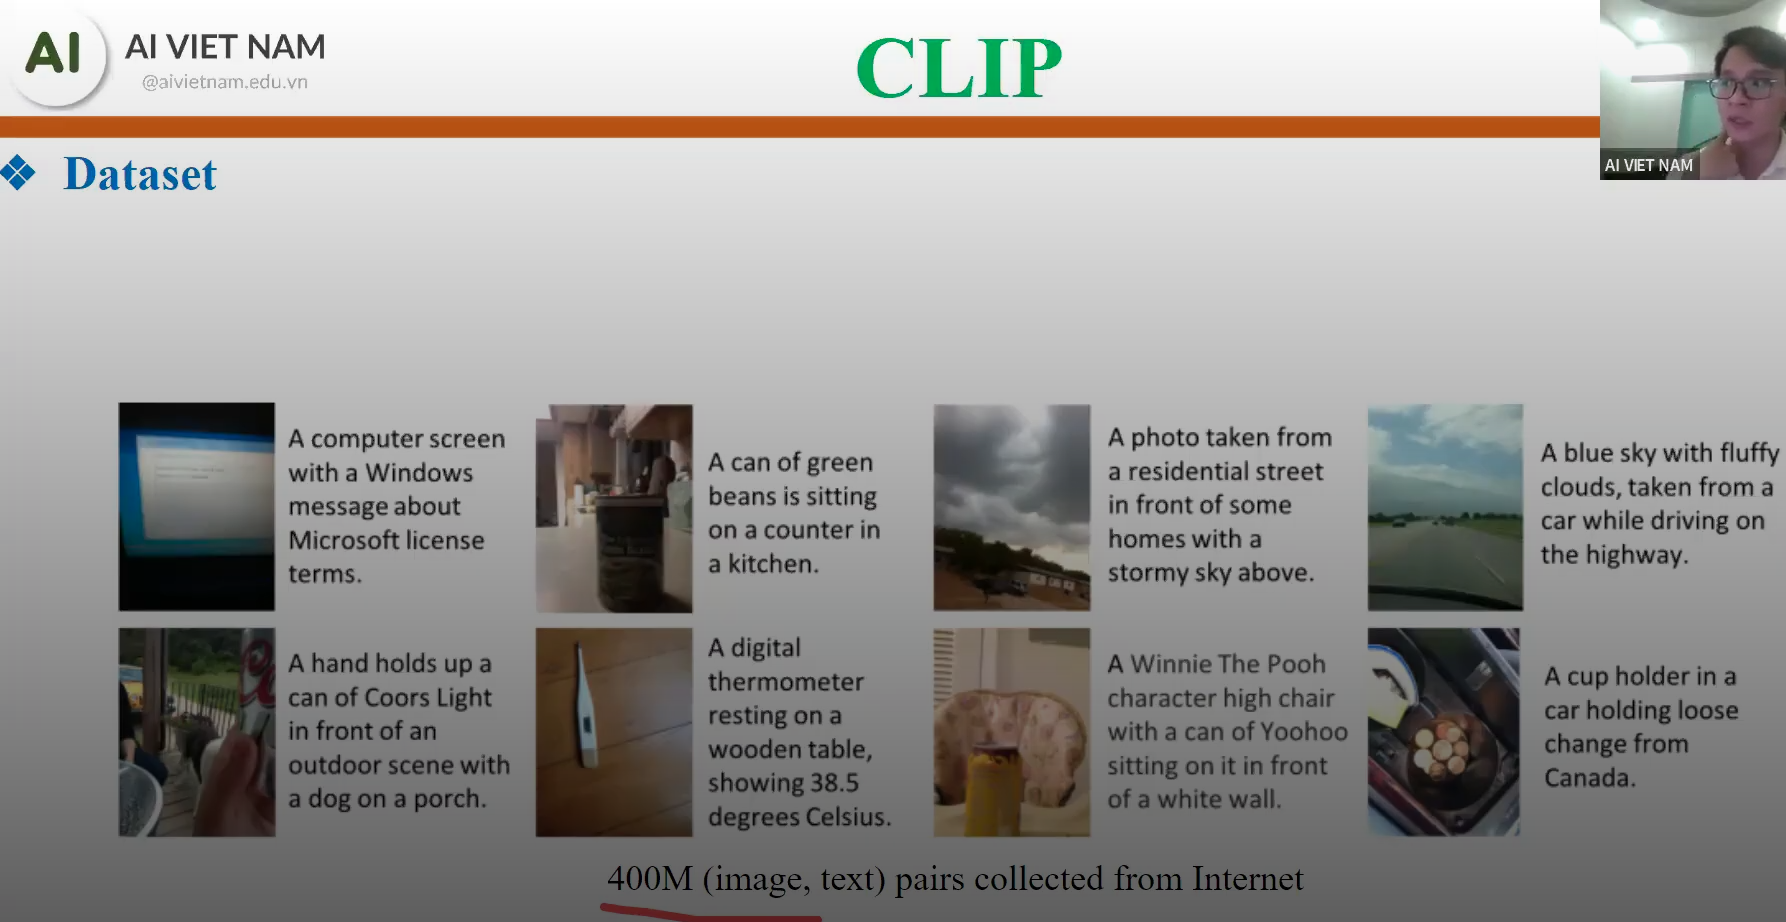 AI
AI VIET NAM
@aivietnam.edu.vn
CLIP
AI VIET NAM
Dataset
A computer screen
with a Windows
message about
Microsoft license
terms.
A can of green
beans is sitting
on a counter in
a kitchen.
A photo taken from
a residential street
in front of some
homes with a
stormy sky above.
A blue sky with fluffy
clouds, taken from a
car while driving on
the highway.
A hand holds up a
can of Coors Light
in front of an
outdoor scene with
a dog on a porch.
A digital
thermometer
resting on a
wooden table,
showing 38.5
degrees Celsius.
A Winnie The Pooh
character high chair
with a can of Yoohoo
sitting on it in front
of a white wall.
A cup holder in a
car holding loose
change from
Canada.
400M (image, text) pairs collected from Internet